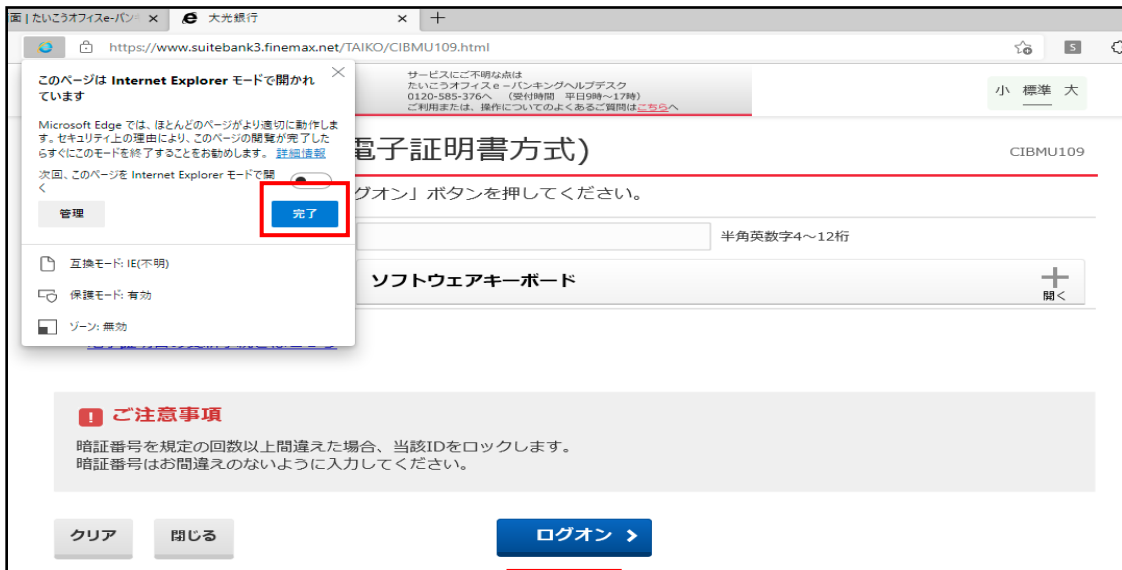 面 | たいこうオフィスe-バン
大光銀行
https://www.suitebank3.finemax.net/TAIKO/CIBMU109.html
S
このページは Internet Explorer モードで開かれ
ています
Microsoft Edge では、ほとんどのページがより適切に動作しま
す。セキュリティ上の理由により、このページの閲覧が完了した
らすぐにこのモードを終了することをお勧めします。 詳細情報
次回、このページを Internet Explorer モードで開
く
管理
完了
互換モード: IE(不明)
保護モード: 有効
ゾーン: 無効
サービスにご不明な点は
たいこうオフィスe-バンキングヘルプデスク
0120-585-376へ (受付時間 平日9時～17時)
ご利用または、操作についてのよくあるご質問はこちらへ
小 標準 大
電子証明書方式)
CIBMU109
グオン」ボタンを押してください。
半角英数字4～12桁
ソフトウェアキーボード
開く
ご注意事項
暗証番号を規定の回数以上間違えた場合、当該IDをロックします。
暗証番号はお間違えのないように入力してください。
クリア
閉じる
ログオン